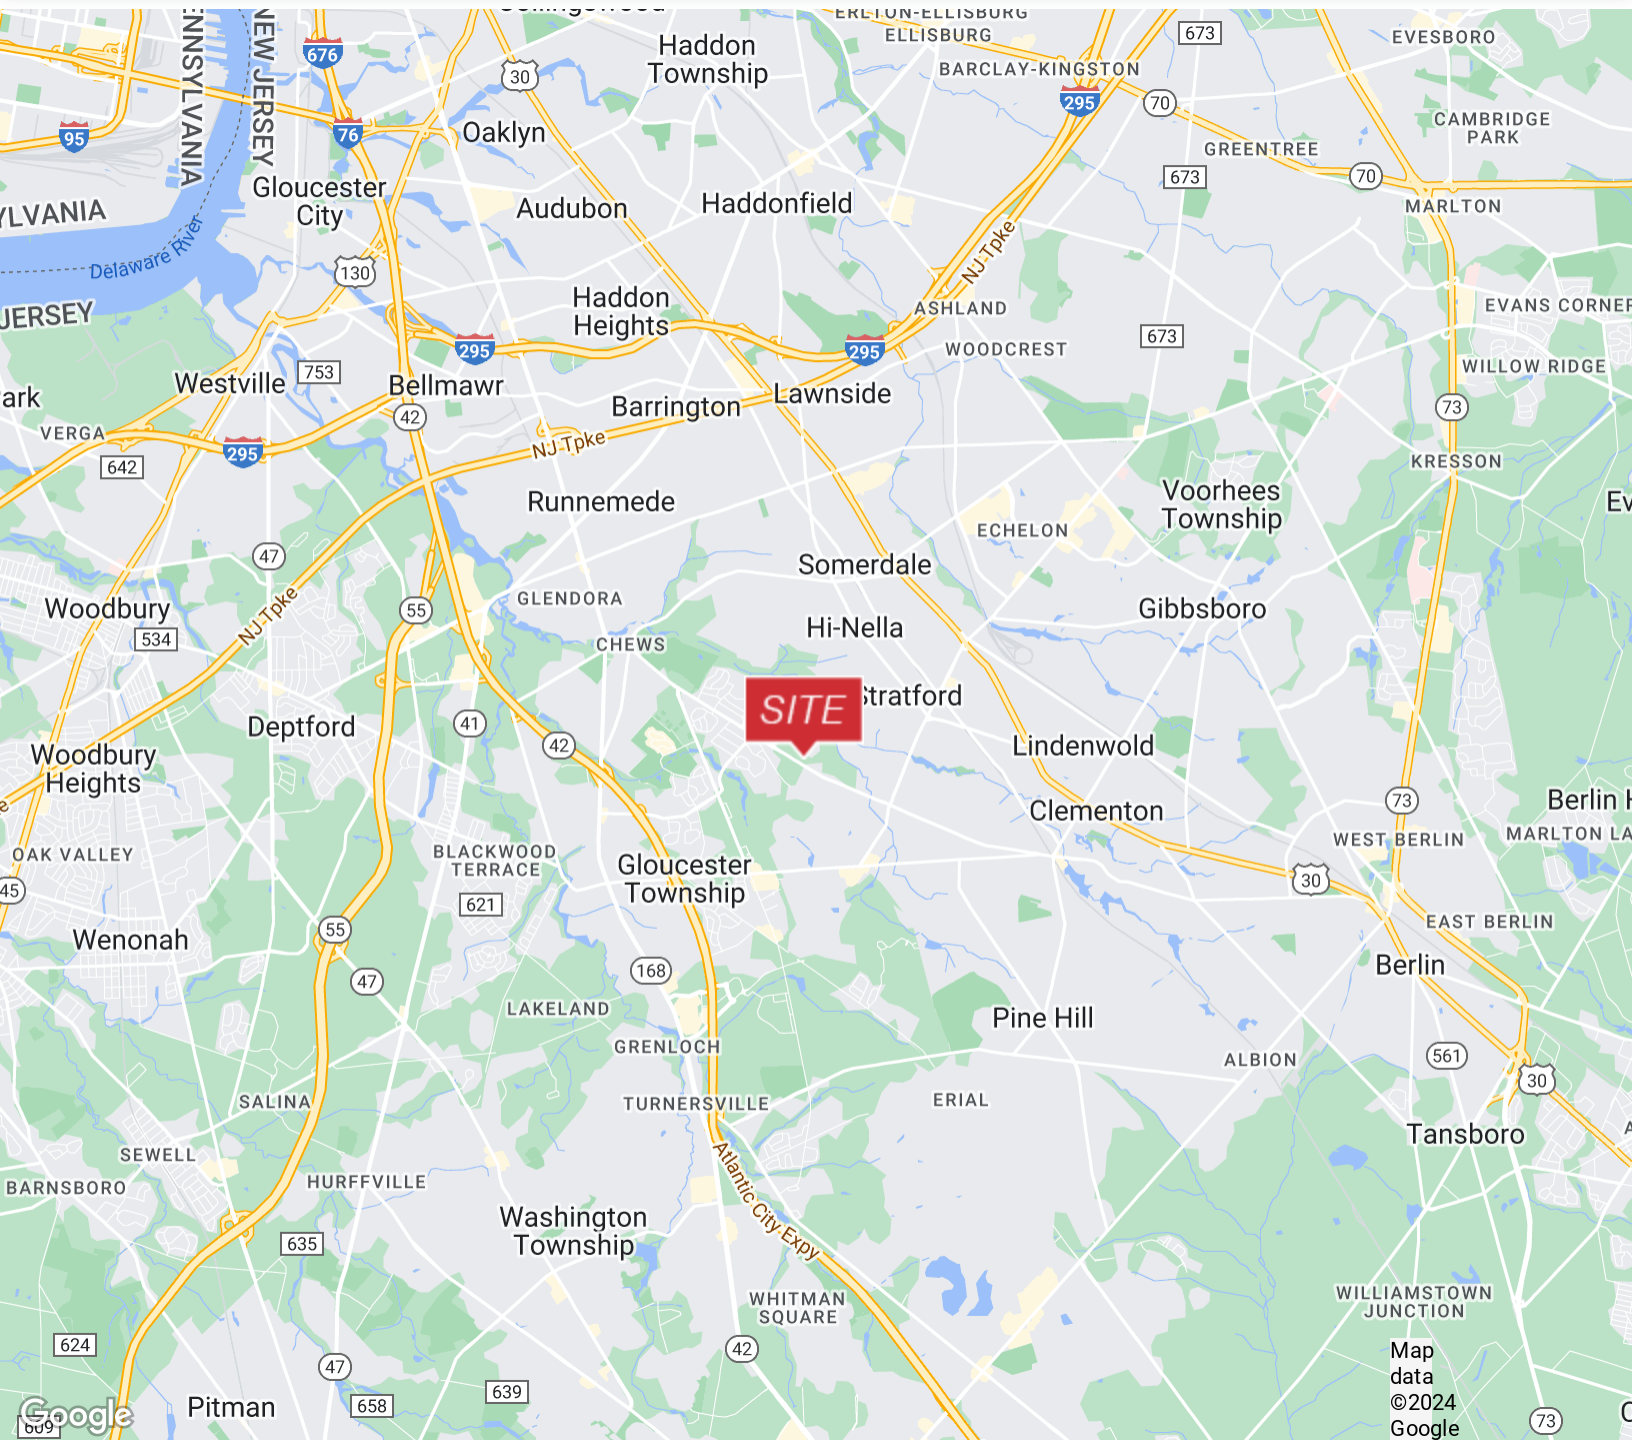 ERLTON-ELLISBURG
ELLISBURG
673
EVESBORO
Haddon
Township
676
30
BARCLAY-KINGSTON
295
70
CAMBRIDGE
PARK
95
76
Oaklyn
GREENTREE
NEW JERSEY
673
70
Gloucester
City
Audubon
Haddonfield
MARLTON
Delaware River
130
NJ Tpke
JERSEY
Haddon
Heights
ASHLAND
EVANS CORNER
673
295
295
WOODCREST
WILLOW RIDGE
753
Westville
Bellmawr
Lawnside
42
Barrington
73
VERGA
295
NJ Tpke
642
KRESSON
Runnemede
Voorhees
Township
ECHELON
47
Somerdale
Woodbury
534
NJ Tpke
55
GLENDORA
Hi-Nella
Gibbsboro
CHEWS
SITE
Stratford
Deptford
41
42
Lindenwold
Woodbury
Heights
73
Clementon
Berlin H
MARLTON LA
WEST BERLIN
OAK VALLEY
BLACKWOOD
TERRACE
Gloucester
Township
30
45
621
EAST BERLIN
Wenonah
55
Berlin
47
168
LAKELAND
Pine Hill
GRENLOCH
ALBION
561
30
SALINA
TURNERSVILLE
ERIAL
Tansboro
SEWELL
BARNSBORO
HURFFVILLE
Atlantic City Expy
Washington
Township
635
WHITMAN
SQUARE
WILLIAMSTOWN
JUNCTION
624
42
47
Map
data
©2024
Google
639
658
Pitman
Google
609
73